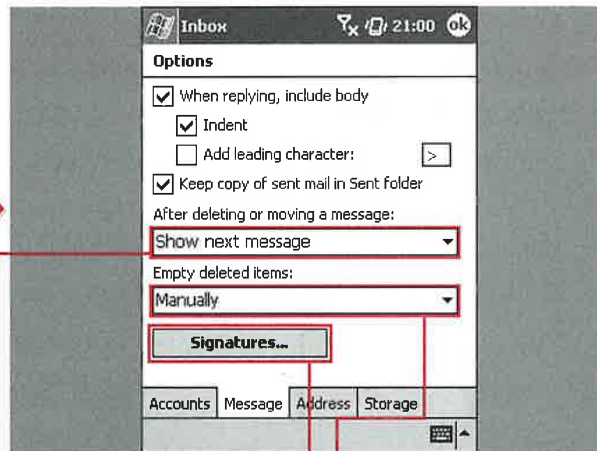 Inbox 21:00 ok
Options
When replying, include body
Indent
Add leading character: >
Keep copy of sent mail in Sent folder
After deleting or moving a message:
Show next message
Empty deleted items:
Manually
Signatures...
Accounts Message Address Storage